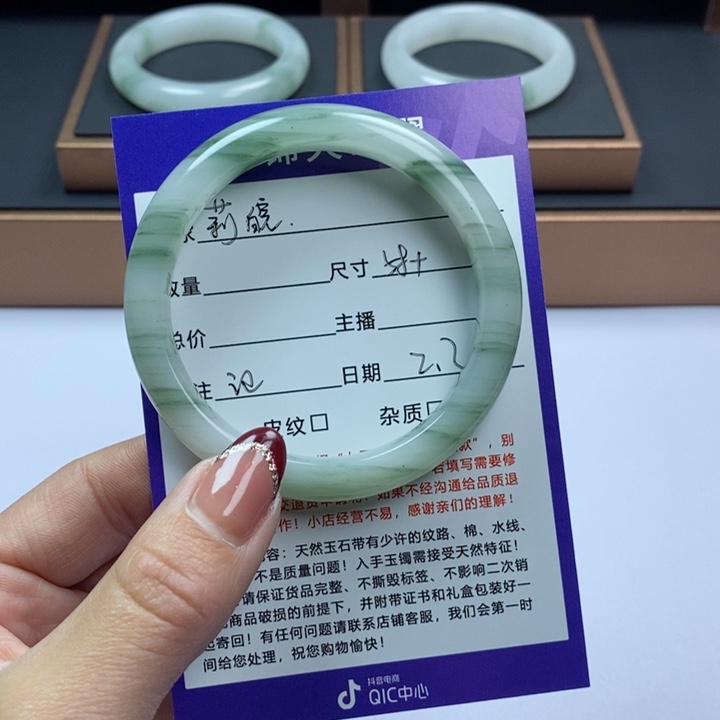 莉皖.
数量 尺寸 58+
总价 主播
注 记 日期 2.2
皮纹□ 杂质□
款”，别
填写需要修
如果不经沟通给品质退
作！小店经营不易，感谢亲们的理解！
容：天然玉石带有少许的纹路、棉、水线、
不是质量问题！入手玉镯需接受天然特征！
请保证货品完整、不撕毁标签、不影响二次销
商品破损的前提下，并附带证书和礼盒包装好一
起寄回！有任何问题请联系店铺客服，我们会第一时
间给您处理，祝您购物愉快！
抖音电商
QIC中心